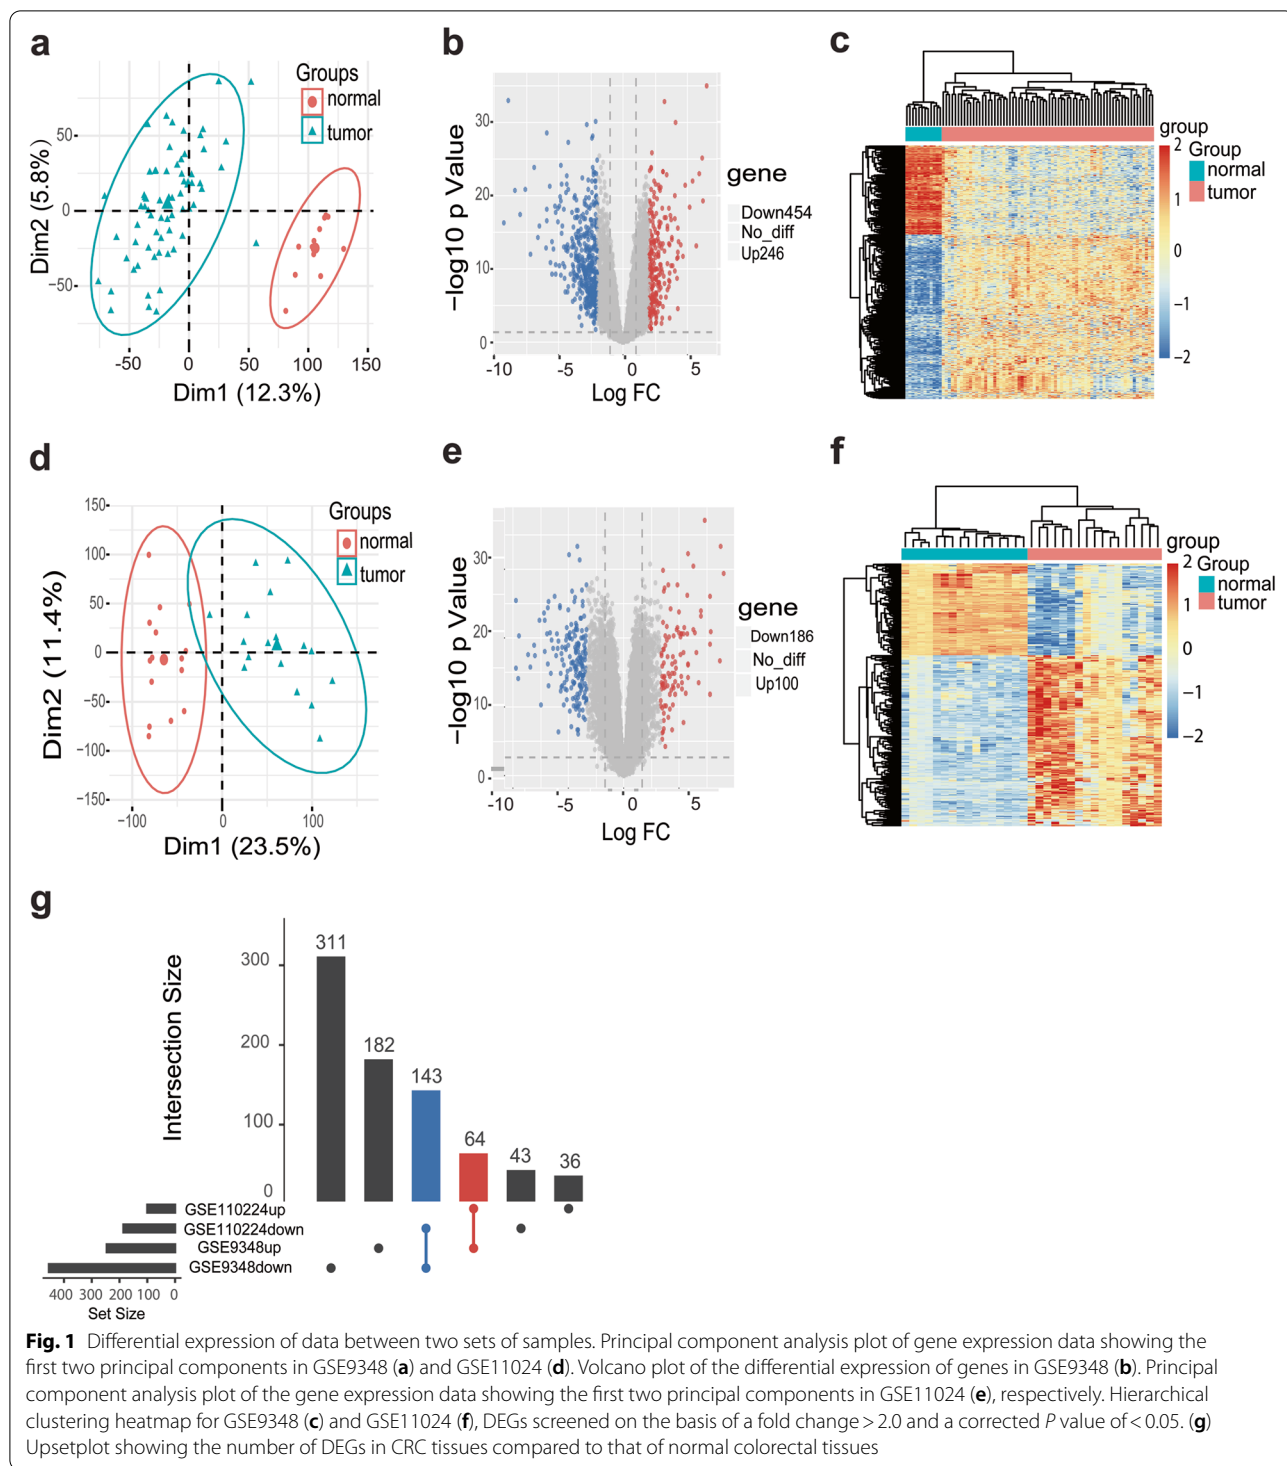 a
Groups
normal
tumor
Dim2 (5.8%)
50
0
−50
-50
0
50
100
150
Dim1 (12.3%)
b
−log10 p Value
30
20
10
0
-10
-5
0
5
Log FC
gene
Down454
No_diff
Up246
c
group
2
1
0
−1
−2
Group
normal
tumor
d
Groups
normal
tumor
Dim2 (11.4%)
150
100
50
0
−50
−100
−150
−100
0
100
Dim1 (23.5%)
e
−log10 p Value
30
20
10
0
-10
-5
0
5
Log FC
gene
Down186
No_diff
Up100
f
group
2
1
0
−1
−2
Group
normal
tumor
g
Intersection Size
300
200
100
0
311
182
143
64
43
36
GSE110224up
GSE110224down
GSE9348up
GSE9348down
400 300 200 100 0
Set Size
Fig. 1 Differential expression of data between two sets of samples. Principal component analysis plot of gene expression data showing the
first two principal components in GSE9348 (a) and GSE11024 (d). Volcano plot of the differential expression of genes in GSE9348 (b). Principal
component analysis plot of the gene expression data showing the first two principal components in GSE11024 (e), respectively. Hierarchical
clustering heatmap for GSE9348 (c) and GSE11024 (f), DEGs screened on the basis of a fold change > 2.0 and a corrected P value of < 0.05. (g)
Upsetplot showing the number of DEGs in CRC tissues compared to that of normal colorectal tissues